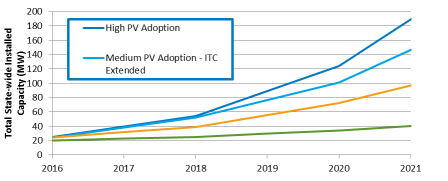 Total State-wide Installed
Capacity (MW)
200
180
160
140
120
100
80
60
40
20
0
High PV Adoption
Medium PV Adoption - ITC
Extended
2016 2017 2018 2019 2020 2021